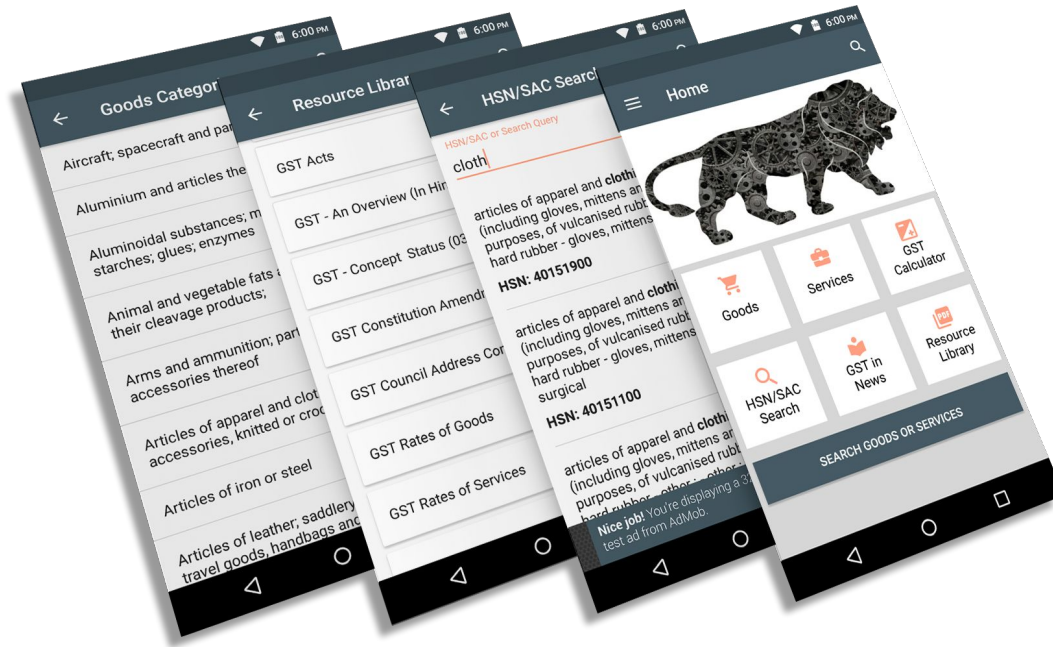 6:00 PM
Goods Categor
Aircraft; spacecraft and par
Aluminium and articles the
Aluminoidal substances; m
starches; glues; enzymes
Animal and vegetable fats a
their cleavage products;
Arms and ammunition; part
accessories thereof
Articles of apparel and clot
accessories, knitted or croc
Articles of iron or steel
Articles of leather; saddlery
travel goods, handbags and
6:00 PM
Resource Librar
GST Acts
GST - An Overview (In Hin
GST - Concept Status (03
GST Constitution Amendm
GST Council Address Con
GST Rates of Goods
GST Rates of Services
6:00 PM
HSN/SAC Search
HSN/SAC or Search Query
cloth
articles of apparel and clothi
(including gloves, mittens an
purposes, of vulcanised rubb
hard rubber - gloves, mittens
HSN: 40151900
articles of apparel and clothi
(including gloves, mittens an
purposes, of vulcanised rubb
hard rubber - gloves, mittens
surgical
HSN: 40151100
articles of apparel and clothi
(including gloves, mittens an
purposes, of vulcanised rubb
hard rubber - other :- other :
Nice job! You're displaying a 32
test ad from AdMob.
6:00 PM
Home
Goods
Services
GST
Calculator
HSN/SAC
Search
GST in
News
PDF
Resource
Library
SEARCH GOODS OR SERVICES